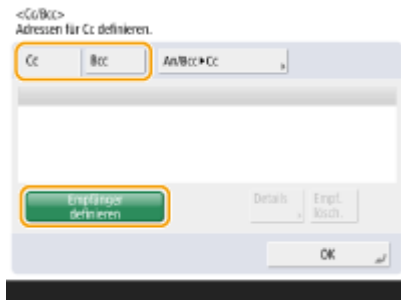 <Cc/Bcc>
Adressen für Cc definieren.
Cc
Bcc
An/Bcc▶Cc
Empfänger
definieren
Details
Empf.
lösch.
OK